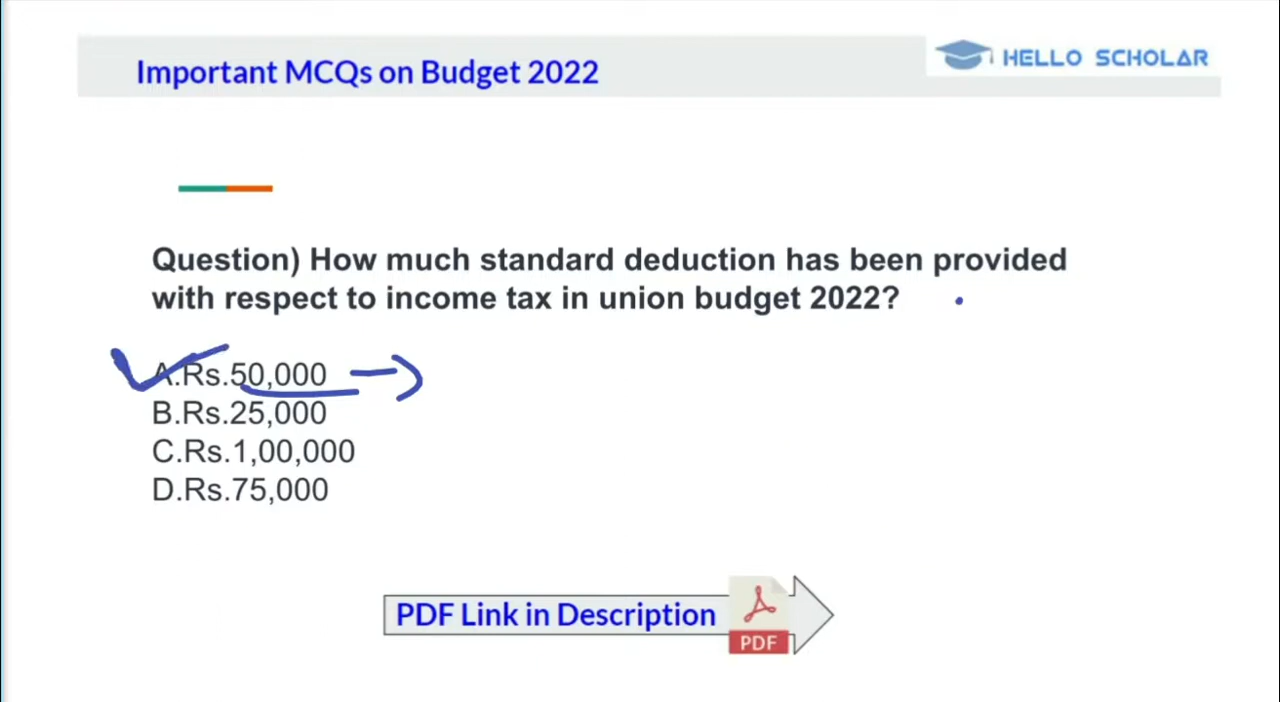 Important MCQs on Budget 2022
HELLO SCHOLAR
Question) How much standard deduction has been provided
with respect to income tax in union budget 2022?
A.Rs.50,000
B.Rs.25,000
C.Rs.1,00,000
D.Rs.75,000
PDF Link in Description
PDF